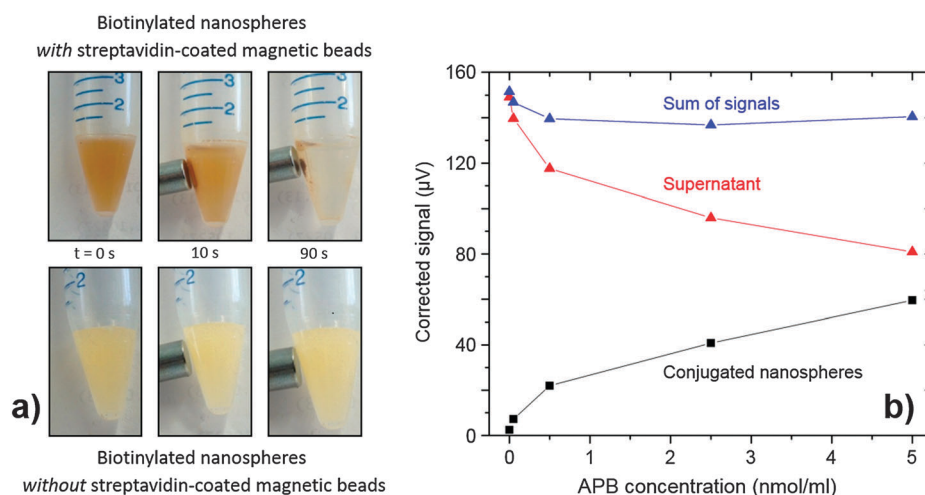 Biotinylated nanospheres
with streptavidin-coated magnetic beads
3
2
3
2
3
2
t = 0 s
10 s
90 s
-2
-2
-2
a)
Biotinylated nanospheres
without streptavidin-coated magnetic beads
160
120
80
40
0
Corrected signal (μV)
Sum of signals
Supernatant
Conjugated nanospheres
b)
0 1 2 3 4 5
APB concentration (nmol/ml)